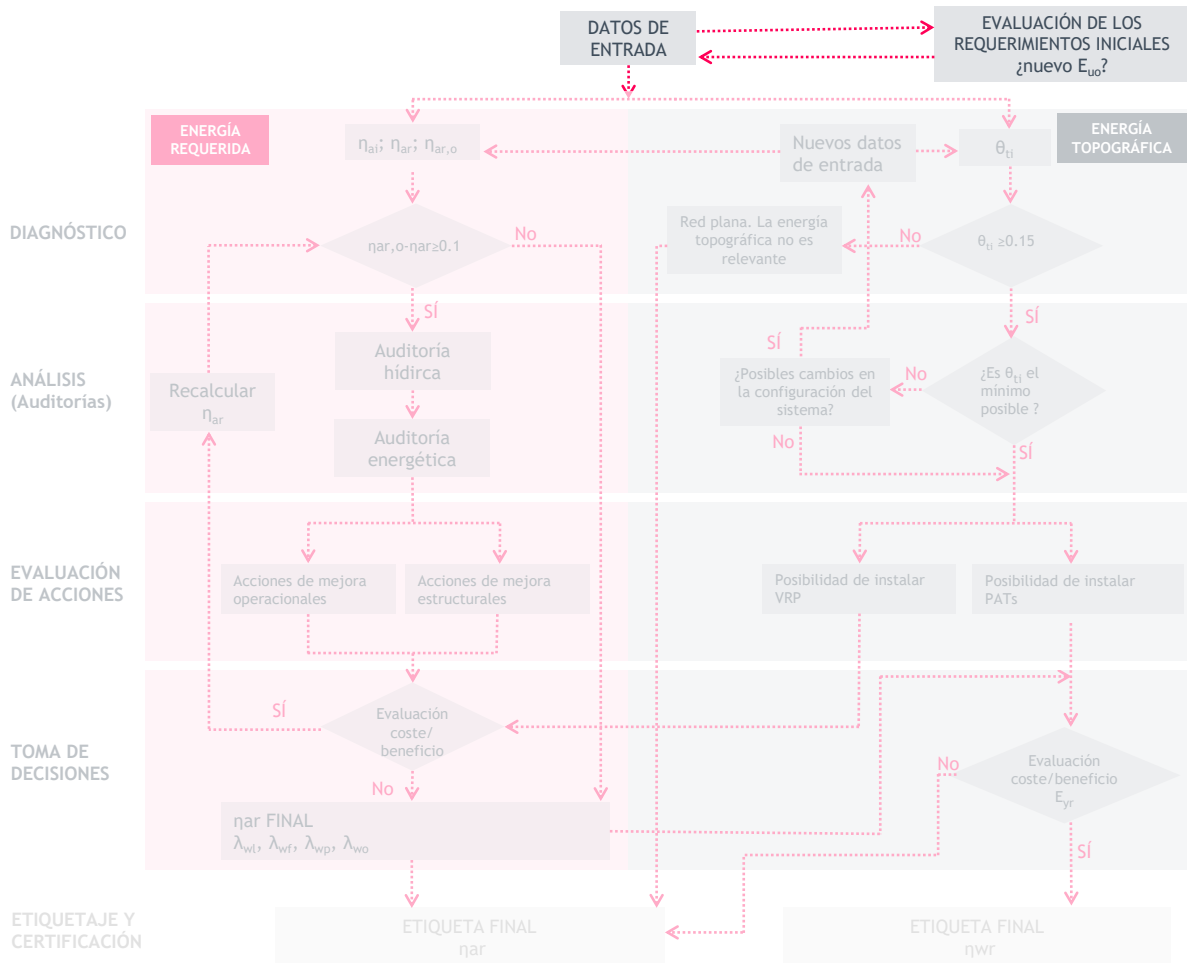 DATOS DE
ENTRADA
EVALUACIÓN DE LOS
REQUERIMIENTOS INICIALES
¿nuevo Euo?
ENERGÍA
REQUERIDA
ηai; ηar; ηar,o
Nuevos datos
de entrada
θti
ENERGÍA
TOPOGRÁFICA
DIAGNÓSTICO
ηar,o-ηar≥0.1
No
Red plana. La energía
topográfica no es
relevante
No
θti ≥0.15
SÍ
SÍ
ANÁLISIS
(Auditorías)
Recalcular
ηar
Auditoría
hídirca
Auditoría
energética
SÍ
¿Posibles cambios en
la configuración del
sistema?
No
No
¿Es θti el
mínimo
posible ?
SÍ
EVALUACIÓN
DE ACCIONES
Acciones de mejora
operacionales
Acciones de mejora
estructurales
Posibilidad de instalar
VRP
Posibilidad de instalar
PATs
TOMA DE
DECISIONES
SÍ
Evaluación
coste/
beneficio
No
No
Evaluación
coste/beneficio
Eyr
SÍ
ηar FINAL
λwl, λwf, λwp, λwo
ETIQUETAJE Y
CERTIFICACIÓN
ETIQUETA FINAL
ηar
ETIQUETA FINAL
ηwr